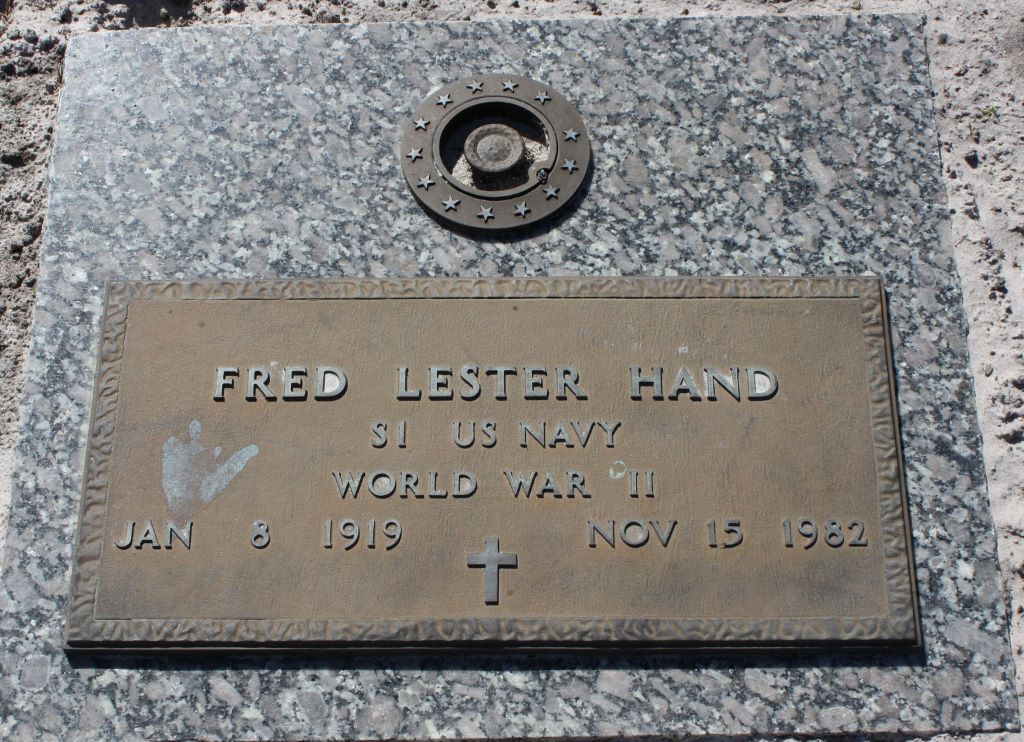 FRED LESTER HAND
S1 US NAVY
WORLD WAR II
JAN 8 1919 NOV 15 1982